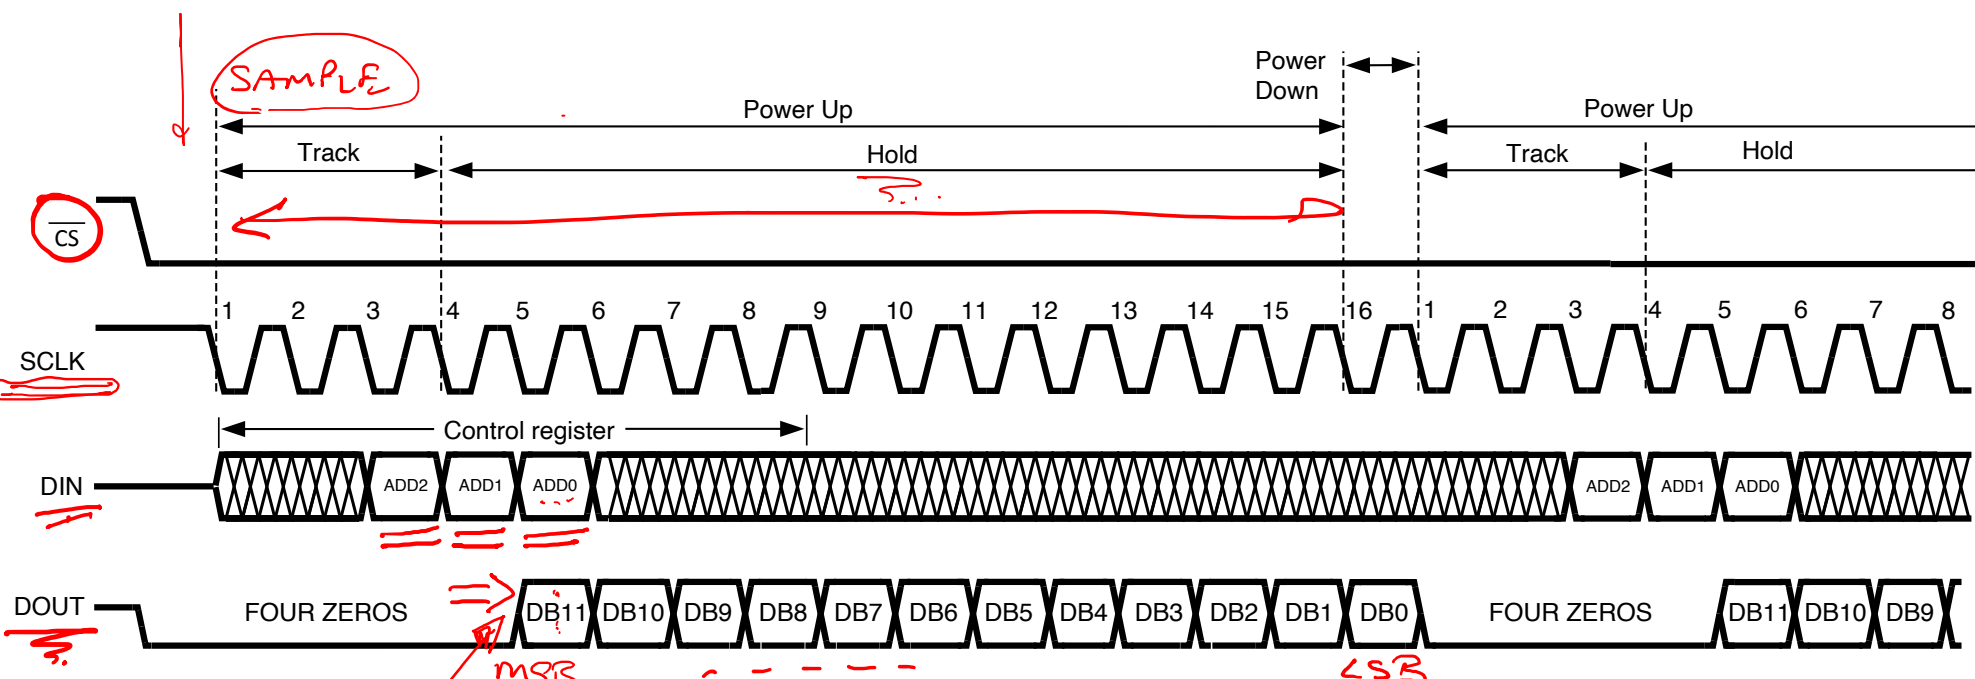 SAMPLE
Power
Down
Power Up
Power Up
Track
Hold
Track
Hold
CS
1 2 3 4 5 6 7 8 9 10 11 12 13 14 15 16 1 2 3 4 5 6 7 8
SCLK
Control register
DIN
ADD2 ADD1 ADD0 ADD2 ADD1 ADD0
DOUT
FOUR ZEROS DB11 DB10 DB9 DB8 DB7 DB6 DB5 DB4 DB3 DB2 DB1 DB0 FOUR ZEROS DB11 DB10 DB9
MSB
LSB